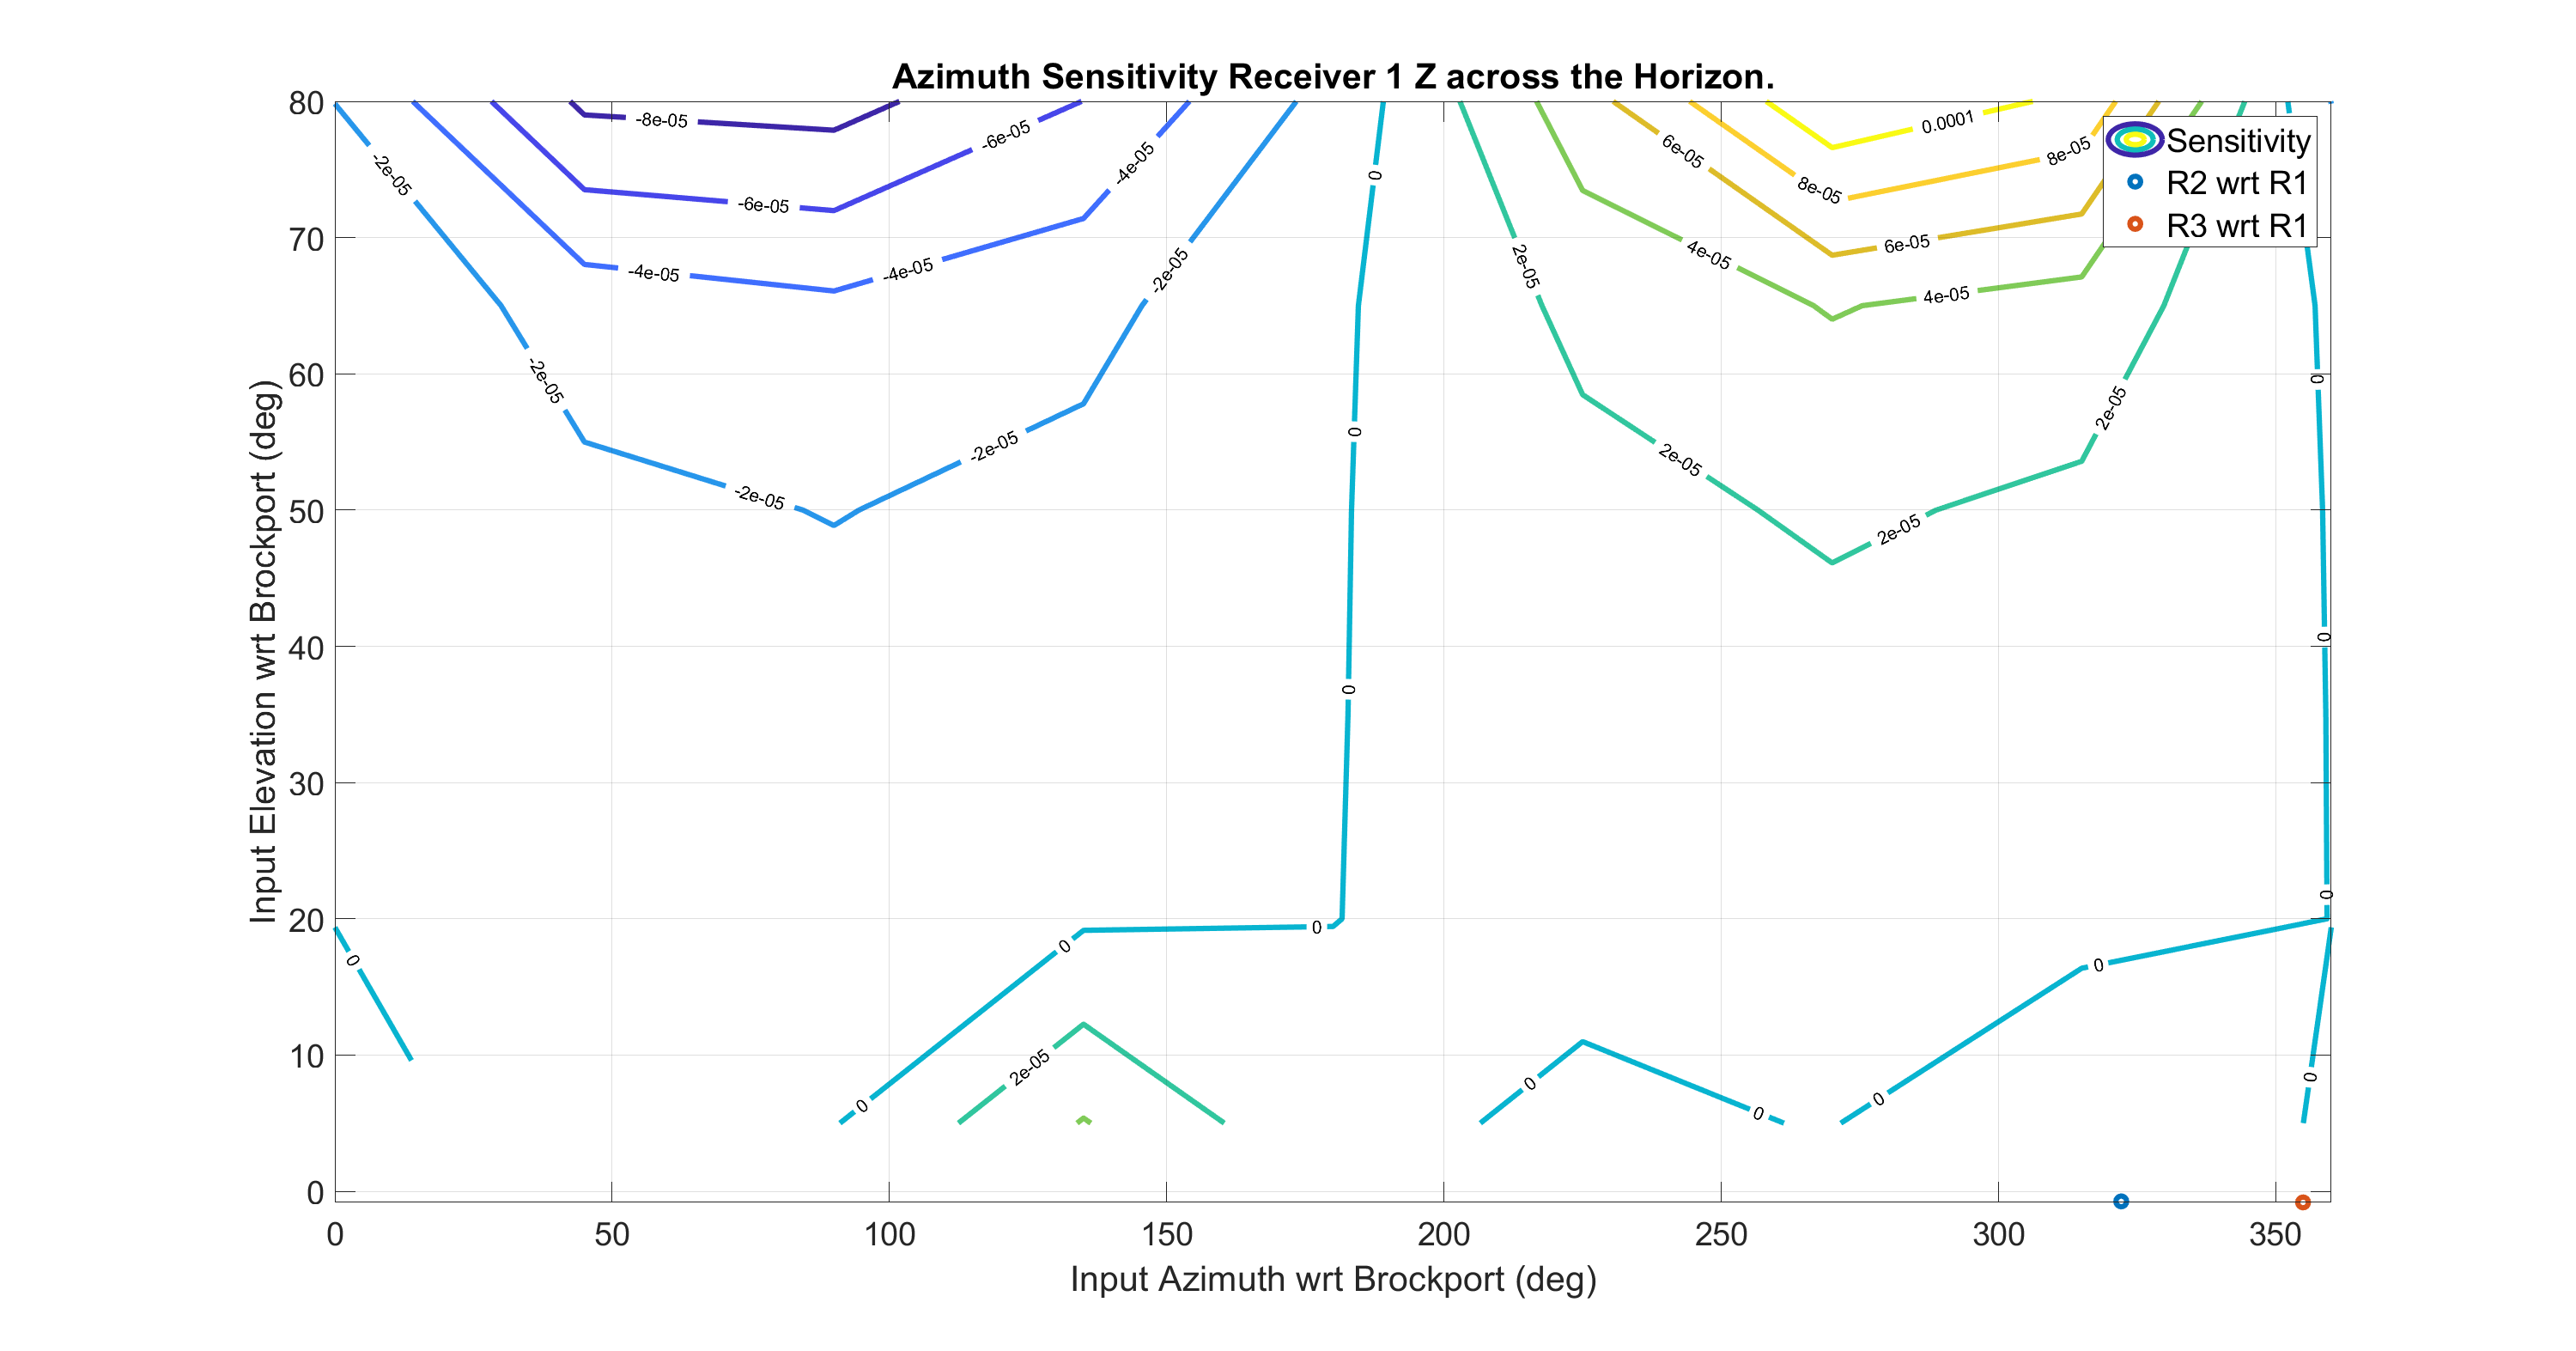 Azimuth Sensitivity Receiver 1 Z across the Horizon.
Sensitivity
R2 wrt R1
R3 wrt R1
Input Elevation wrt Brockport (deg)
80
70
60
50
40
30
20
10
0
-8e-05
-6e-05
-6e-05
-4e-05
-4e-05
-4e-05
-2e-05
-2e-05
-2e-05
-2e-05
-2e-05
0
0
0
0
0
0
0
2e-05
2e-05
2e-05
2e-05
2e-05
4e-05
4e-05
6e-05
6e-05
8e-05
8e-05
0.0001
0
0
0
0
0
0
0
0
0 50 100 150 200 250 300 350
Input Azimuth wrt Brockport (deg)